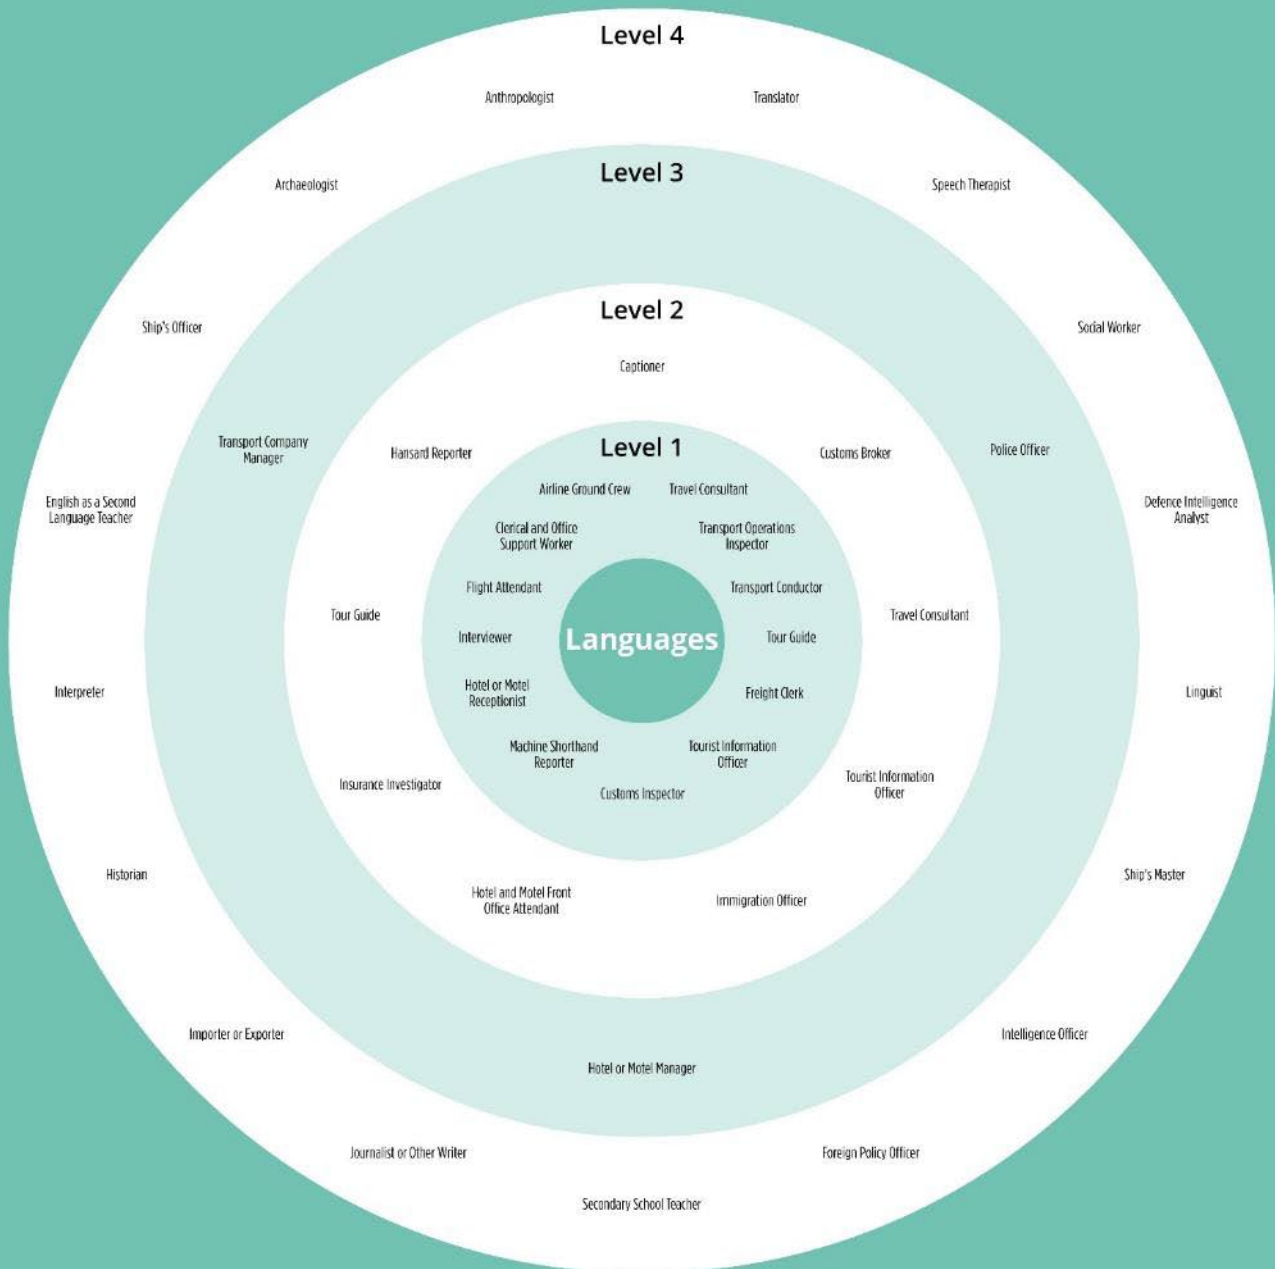 Level 4
Anthropologist
Translator
Archaeologist
Speech Therapist
Ship's Officer
Social Worker
English as a Second
Language Teacher
Defence Intelligence
Analyst
Interpreter
Linguist
Historian
Ship's Master
Importer or Exporter
Intelligence Officer
Journalist or Other Writer
Foreign Policy Officer
Secondary School Teacher
Level 3
Transport Company
Manager
Police Officer
Hotel or Motel Manager
Level 2
Captioner
Hansard Reporter
Customs Broker
Tour Guide
Travel Consultant
Insurance Investigator
Tourist Information
Officer
Hotel and Motel Front
Office Attendant
Immigration Officer
Level 1
Airline Ground Crew
Travel Consultant
Clerical and Office
Support Worker
Transport Operations
Inspector
Flight Attendant
Transport Conductor
Interviewer
Tour Guide
Hotel or Motel
Receptionist
Freight Clerk
Machine Shorthand
Reporter
Tourist Information
Officer
Customs Inspector
Languages